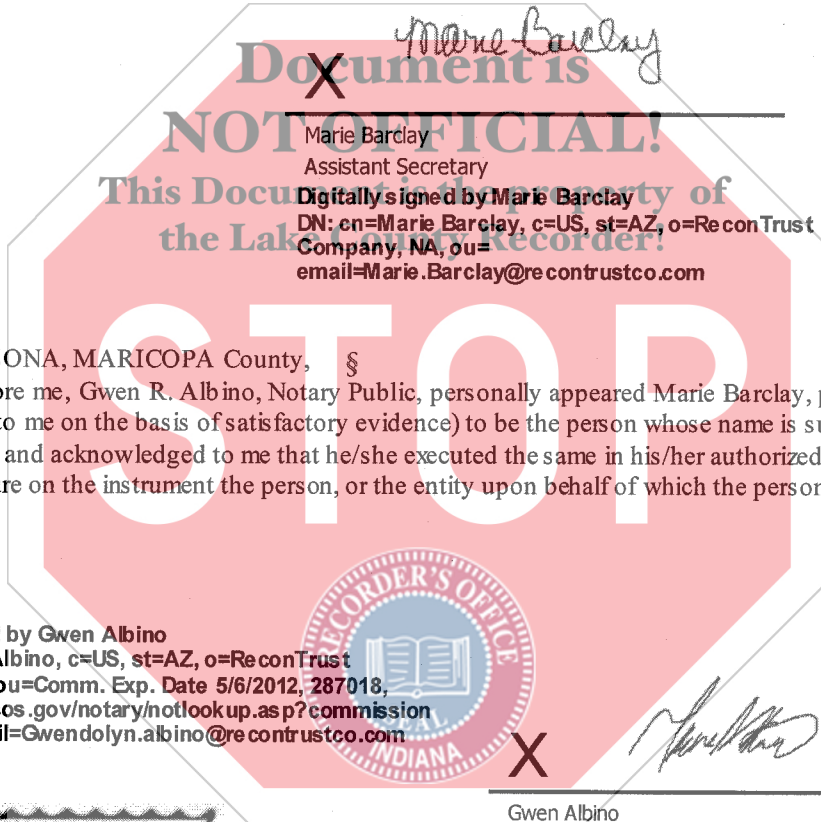 Marie Barclay
Document is
X
NOT OFFICIAL!
Marie Barclay
Assistant Secretary
This Document is the property of
Digitally signed by Marie Barclay
DN: cn=Marie Barclay, c=US, st=AZ, o=ReconTrust
the Lake County Recorder!
Company, NA, ou=
email=Marie.Barclay@recontrustco.com
STOP
ONA, MARICOPA County, §
ore me, Gwen R. Albino, Notary Public, personally appeared Marie Barclay, p
to me on the basis of satisfactory evidence) to be the person whose name is su
and acknowledged to me that he/she executed the same in his/her authorized
re on the instrument the person, or the entity upon behalf of which the person
RECORDER'S OFFICE
by Gwen Albino
Albino, c=US, st=AZ, o=ReconTrust
ou=Comm. Exp. Date 5/6/2012, 287018,
os.gov/notary/notlookup.asp?commission
il=Gwendolyn.albino@recontrustco.com
SEAL
INDIANA
X
Gwen Albino